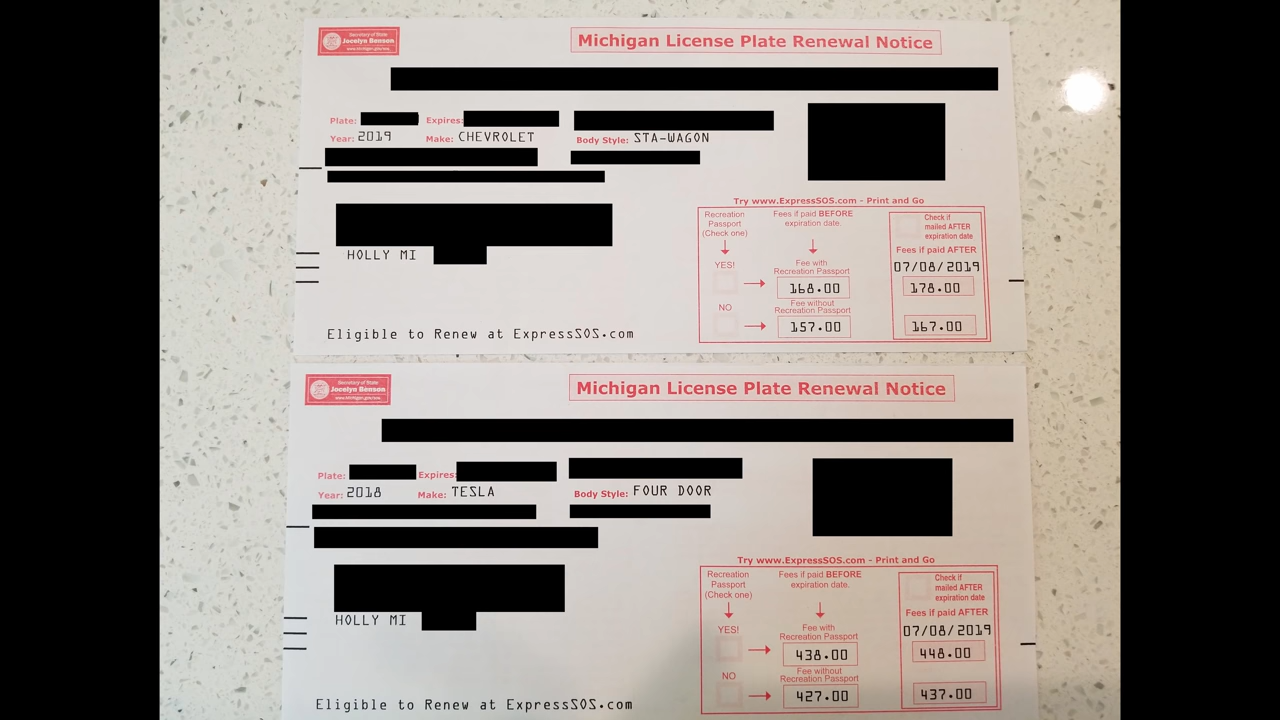 Secretary of State
Jocelyn Benson
www.Michigan.gov/sos
Michigan License Plate Renewal Notice
Plate: Expires:
Year: 2019 Make: CHEVROLET Body Style: STA-WAGON
HOLLY MI
Eligible to Renew at ExpressSOS.com
Try www.ExpressSOS.com - Print and Go
Recreation
Passport
(Check one)
Fees if paid BEFORE
expiration date.
Check if
mailed AFTER
expiration date
Fees if paid AFTER
07/08/2019
YES!
Fee with
Recreation Passport
168.00 178.00
NO
Fee without
Recreation Passport
157.00 167.00
Secretary of State
Jocelyn Benson
www.Michigan.gov/sos
Michigan License Plate Renewal Notice
Plate: Expires:
Year: 2018 Make: TESLA Body Style: FOUR DOOR
HOLLY MI
Eligible to Renew at ExpressSOS.com
Try www.ExpressSOS.com - Print and Go
Recreation
Passport
(Check one)
Fees if paid BEFORE
expiration date.
Check if
mailed AFTER
expiration date
Fees if paid AFTER
07/08/2019
YES!
Fee with
Recreation Passport
438.00 448.00
NO
Fee without
Recreation Passport
427.00 437.00